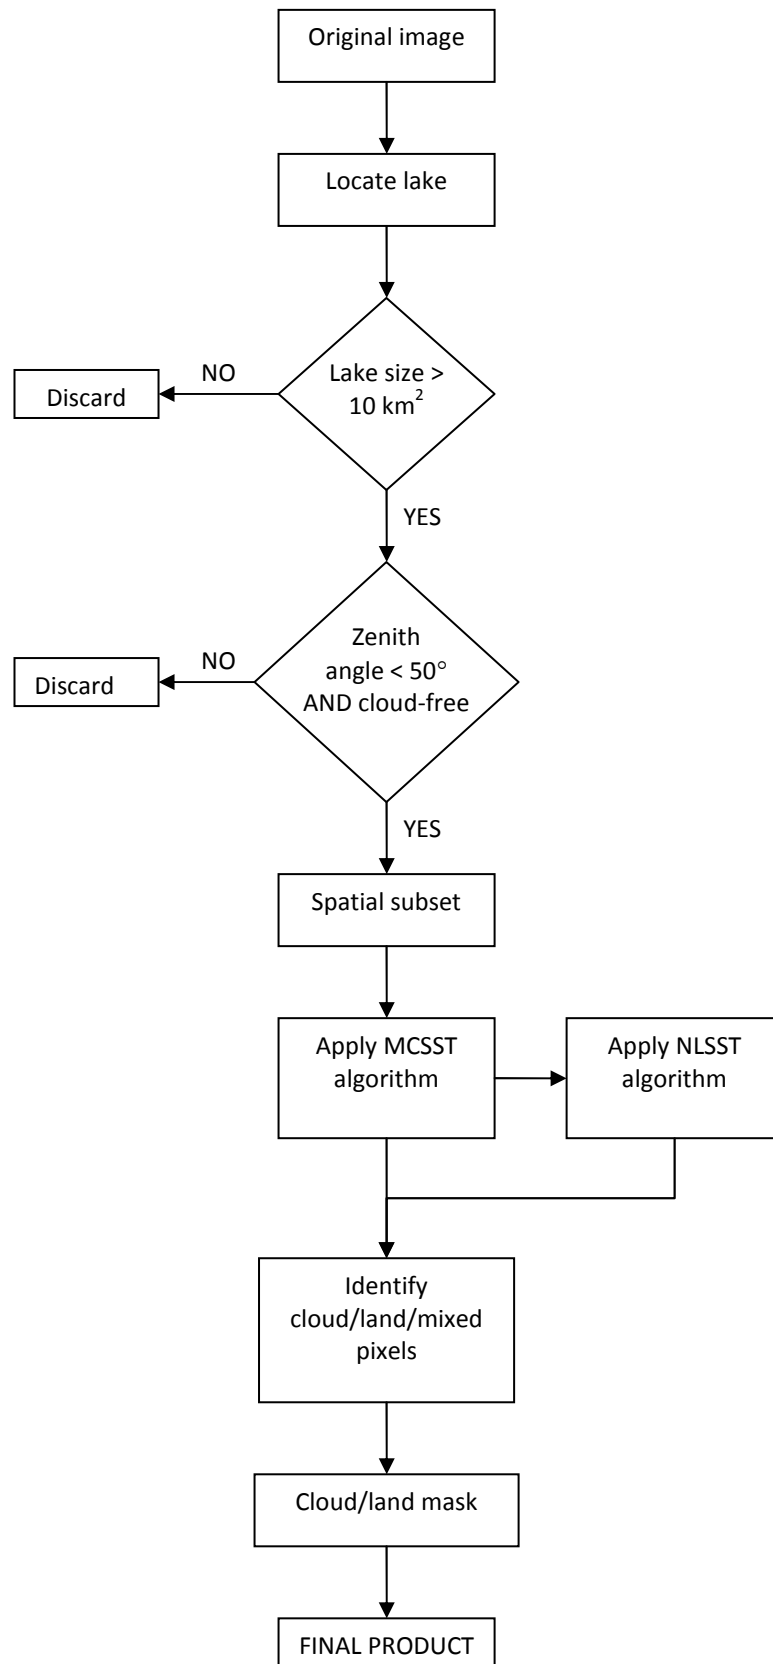 Original image
Locate lake
Lake size >
10 km²
NO
Discard
YES
Zenith
angle < 50°
AND cloud-free
NO
Discard
YES
Spatial subset
Apply MCSST
algorithm
Apply NLSST
algorithm
Identify
cloud/land/mixed
pixels
Cloud/land mask
FINAL PRODUCT